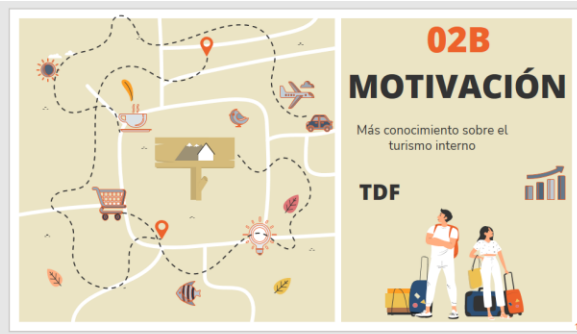 02B
MOTIVACIÓN
Más conocimiento sobre el
turismo interno
TDF